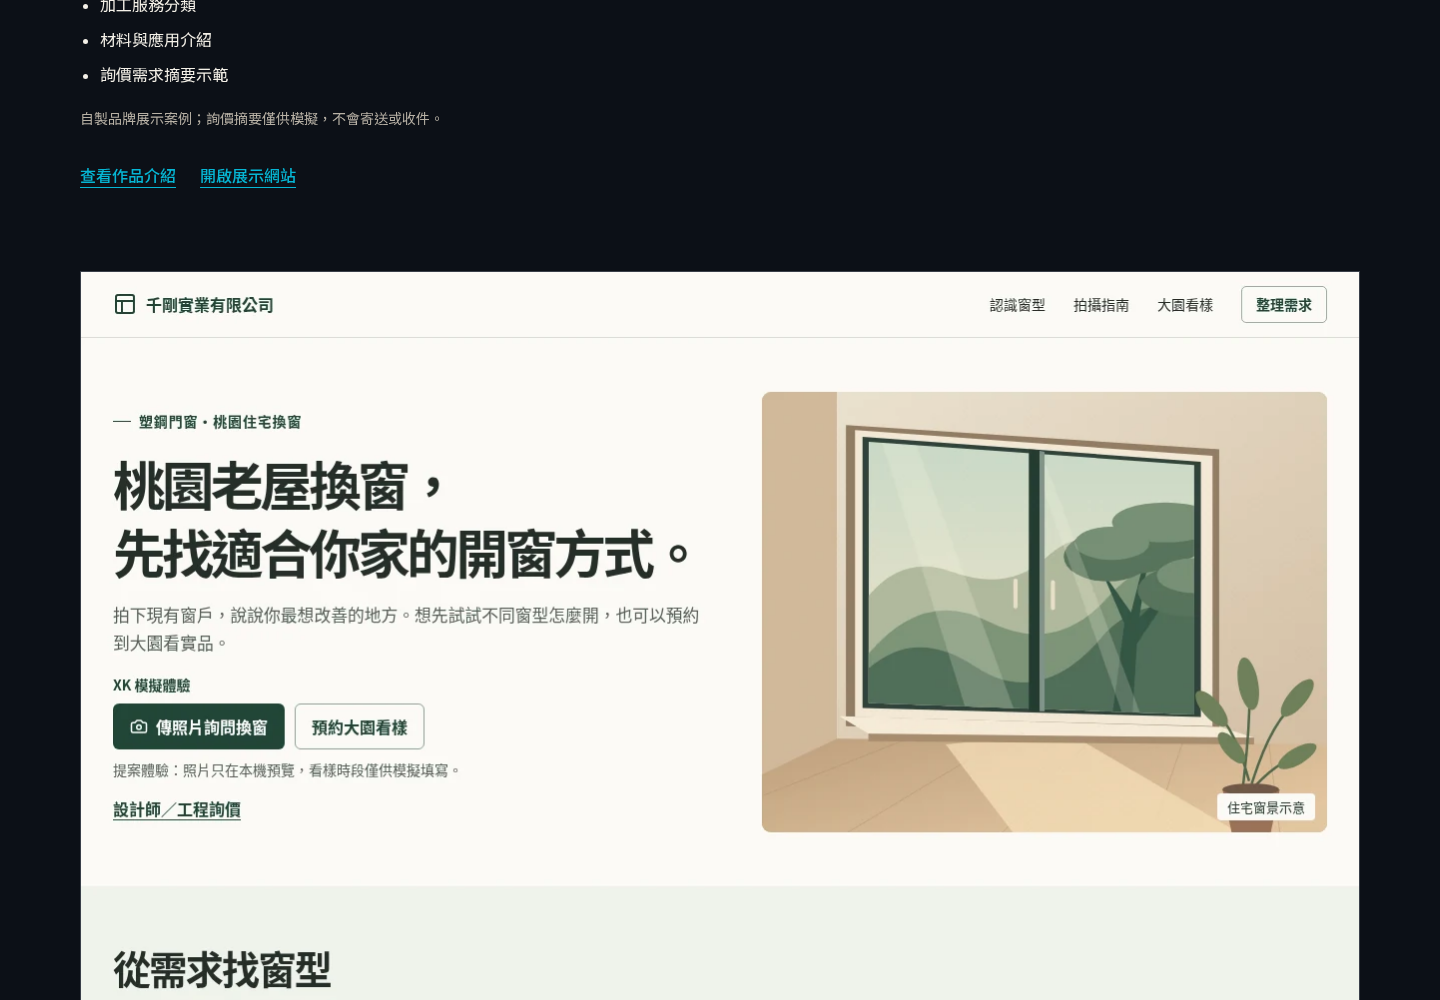 加工服務分類
材料與應用介紹
詢價需求摘要示範
自製品牌展示案例；詢價摘要僅供模擬，不會寄送或收件。
查看作品介紹 開啟展示網站
千剛實業有限公司 認識窗型 拍攝指南 大園看樣 整理需求
塑鋼門窗・桃園住宅換窗
桃園老屋換窗，
先找適合你家的開窗方式。
拍下現有窗戶，說說你最想改善的地方。想先試試不同窗型怎麼開，也可以預約
到大園看實品。
XK 模擬體驗
傳照片詢問換窗 預約大園看樣
提案體驗：照片只在本機預覽，看樣時段僅供模擬填寫。
設計師／工程詢價
住宅窗景示意
從需求找窗型